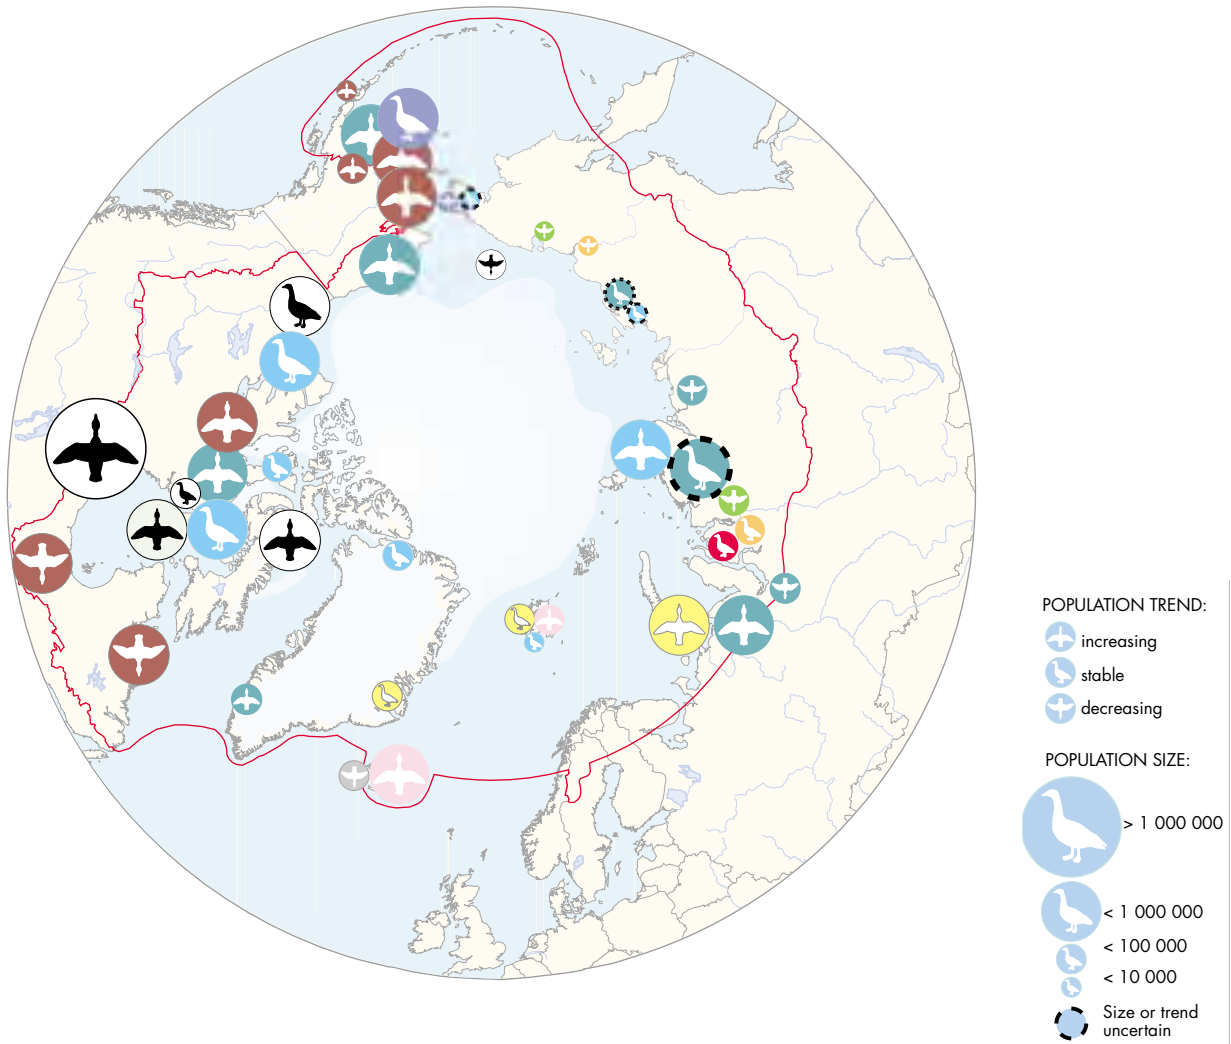 POPULATION TREND:
increasing
stable
decreasing
POPULATION SIZE:
> 1 000 000
< 1 000 000
< 100 000
< 10 000
Size or trend
uncertain